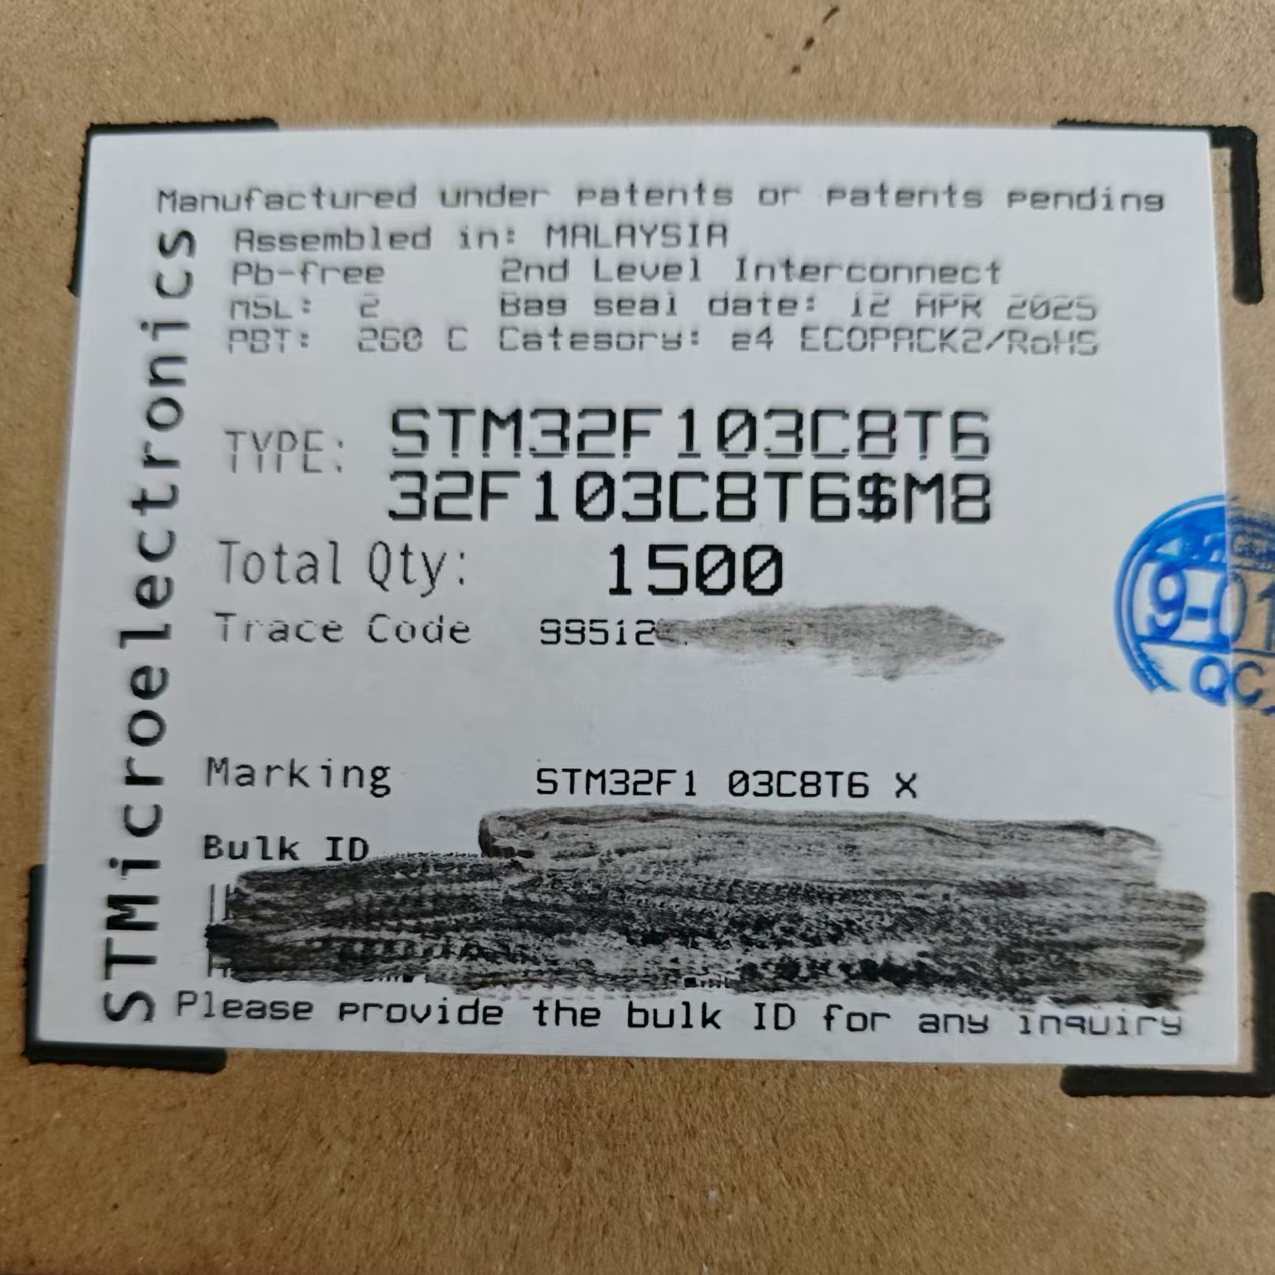 Manufactured under patents or patents pending
Assembled in: MALAYSIA
Pb-free 2nd Level Interconnect
MSL: 2 Bag seal date: 12 APR 2025
PBT: 260 C Category: e4 ECOPACK2/RoHS
TYPE: STM32F103C8T6
32F103C8T6$M8
Total Qty: 1500
Trace Code 99512
Marking STM32F1 03C8T6 X
Bulk ID
Please provide the bulk ID for any inquiry
STMicroelectronics
9-01
QC